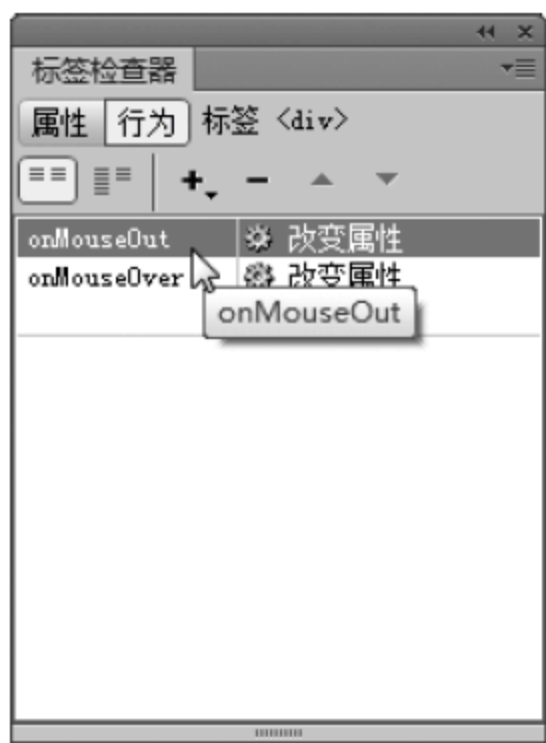 标签检查器
属性 行为 标签 <div>
onMouseOut 改变属性
onMouseOver 改变属性
onMouseOut